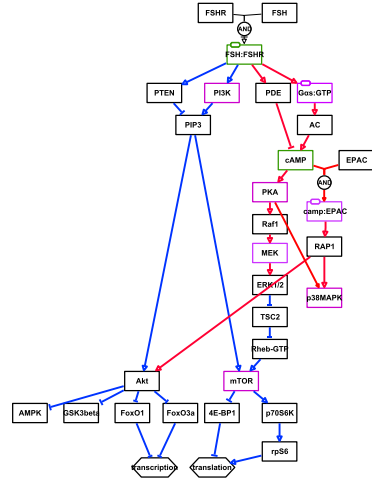 FSHR FSH
AND
FSH:FSHR
PTEN PI3K PDE Gαs:GTP
PIP3 AC
cAMP EPAC
AND
PKA camp:EPAC
Raf1
MEK RAP1
ERK1/2 p38MAPK
TSC2
Rheb-GTP
Akt mTOR
AMPK GSK3beta FoxO1 FoxO3a 4E-BP1 p70S6K
rpS6
transcription translation